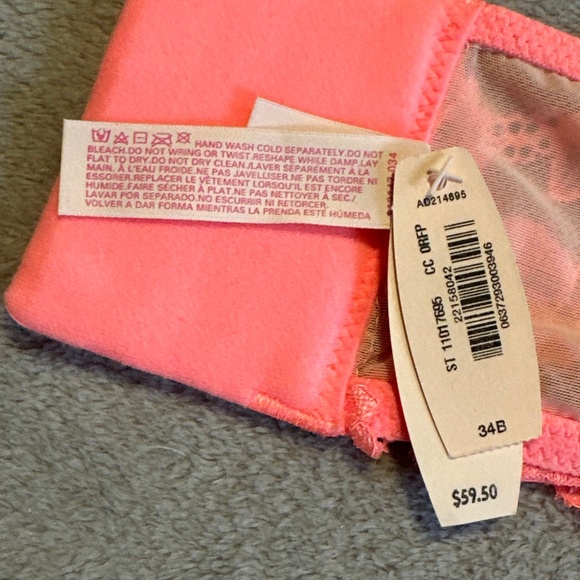 HAND WASH COLD SEPARATELY.DO NOT
BLEACH.DO NOT WRING OR TWIST.RESHAPE WHILE DAMP.LAY
FLAT TO DRY.DO NOT DRY CLEAN./LAVER SÉPARÉMENT À LA
MAIN. À L'EAU FROIDE.NE PAS JAVELLISER.NE PAS TORDRE NI
ESSORER.REPLACER LE VÊTEMENT LORSQU'IL EST ENCORE
HUMIDE.FAIRE SÉCHER À PLAT.NE PAS NETTOYER À SEC./
LAVAR POR SEPARADO.NO ESCURRIR NI RETORCER.
VOLVER A DAR FORMA MIENTRAS LA PRENDA ESTÉ HÚMEDA
AD214695
ST 11017695 CC DRFP
22158042
0637293003946
34B
$59.50